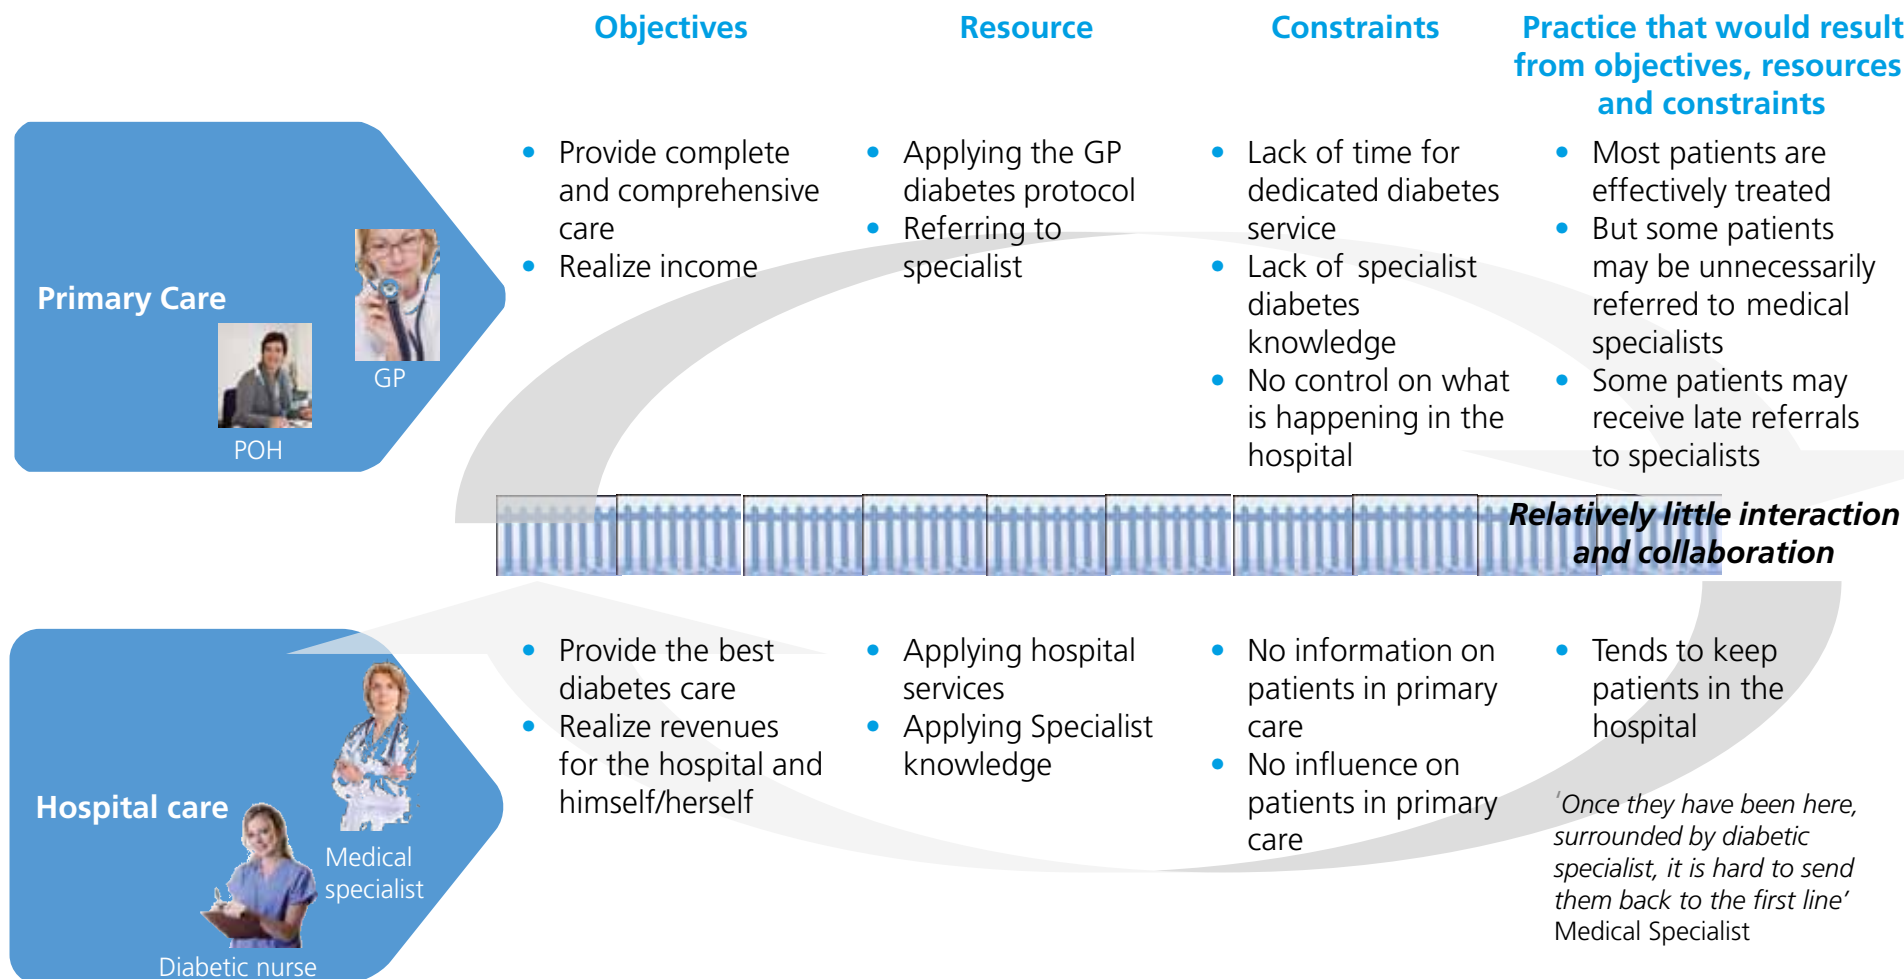 Objectives
Resource
Constraints
Practice that would result
from objectives, resources
and constraints
Primary Care
GP
POH
• Provide complete
and comprehensive
care
• Realize income
• Applying the GP
diabetes protocol
• Referring to
specialist
• Lack of time for
dedicated diabetes
service
• Lack of specialist
diabetes
knowledge
• No control on what
is happening in the
hospital
• Most patients are
effectively treated
• But some patients
may be unnecessarily
referred to medical
specialists
• Some patients may
receive late referrals
to specialists
Relatively little interaction
and collaboration
Hospital care
Medical
specialist
Diabetic nurse
• Provide the best
diabetes care
• Realize revenues
for the hospital and
himself/herself
• Applying hospital
services
• Applying Specialist
knowledge
• No information on
patients in primary
care
• No influence on
patients in primary
care
• Tends to keep
patients in the
hospital
'Once they have been here,
surrounded by diabetic
specialist, it is hard to send
them back to the first line'
Medical Specialist